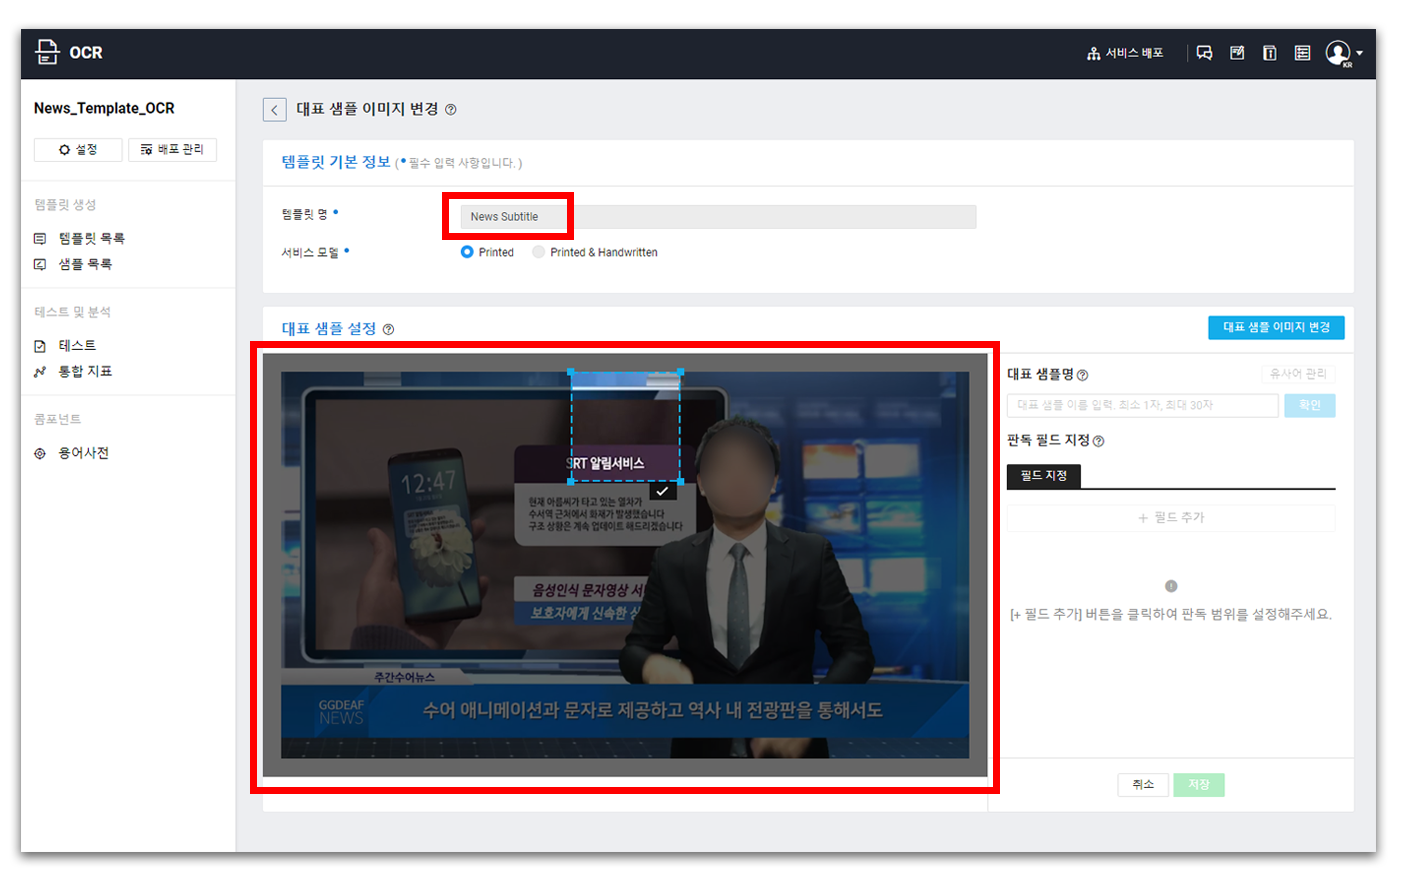 OCR
서비스 배포
KR
News_Template_OCR
설정
배포 관리
템플릿 생성
템플릿 목록
샘플 목록
테스트 및 분석
테스트
통합 지표
콤포넌트
용어사전
대표 샘플 이미지 변경
템플릿 기본 정보 ( • 필수 입력 사항입니다. )
템플릿 명 •
News Subtitle
서비스 모델 •
Printed
Printed & Handwritten
대표 샘플 설정
대표 샘플 이미지 변경
12:47
SRT 알림서비스
현재 아름씨가 타고 있는 열차가
수서역 근처에서 화재가 발생했습니다
구조 상황은 계속 업데이트 해드리겠습니다
음성인식 문자영상 서
보호자에게 신속한 상
주간수어뉴스
GGDEAF
NEWS
수어 애니메이션과 문자로 제공하고 역사 내 전광판을 통해서도
대표 샘플명
유사어 관리
대표 샘플 이름 입력. 최소 1자, 최대 30자
확인
판독 필드 지정
필드 지정
+ 필드 추가
[+ 필드 추가] 버튼을 클릭하여 판독 범위를 설정해주세요.
취소
저장